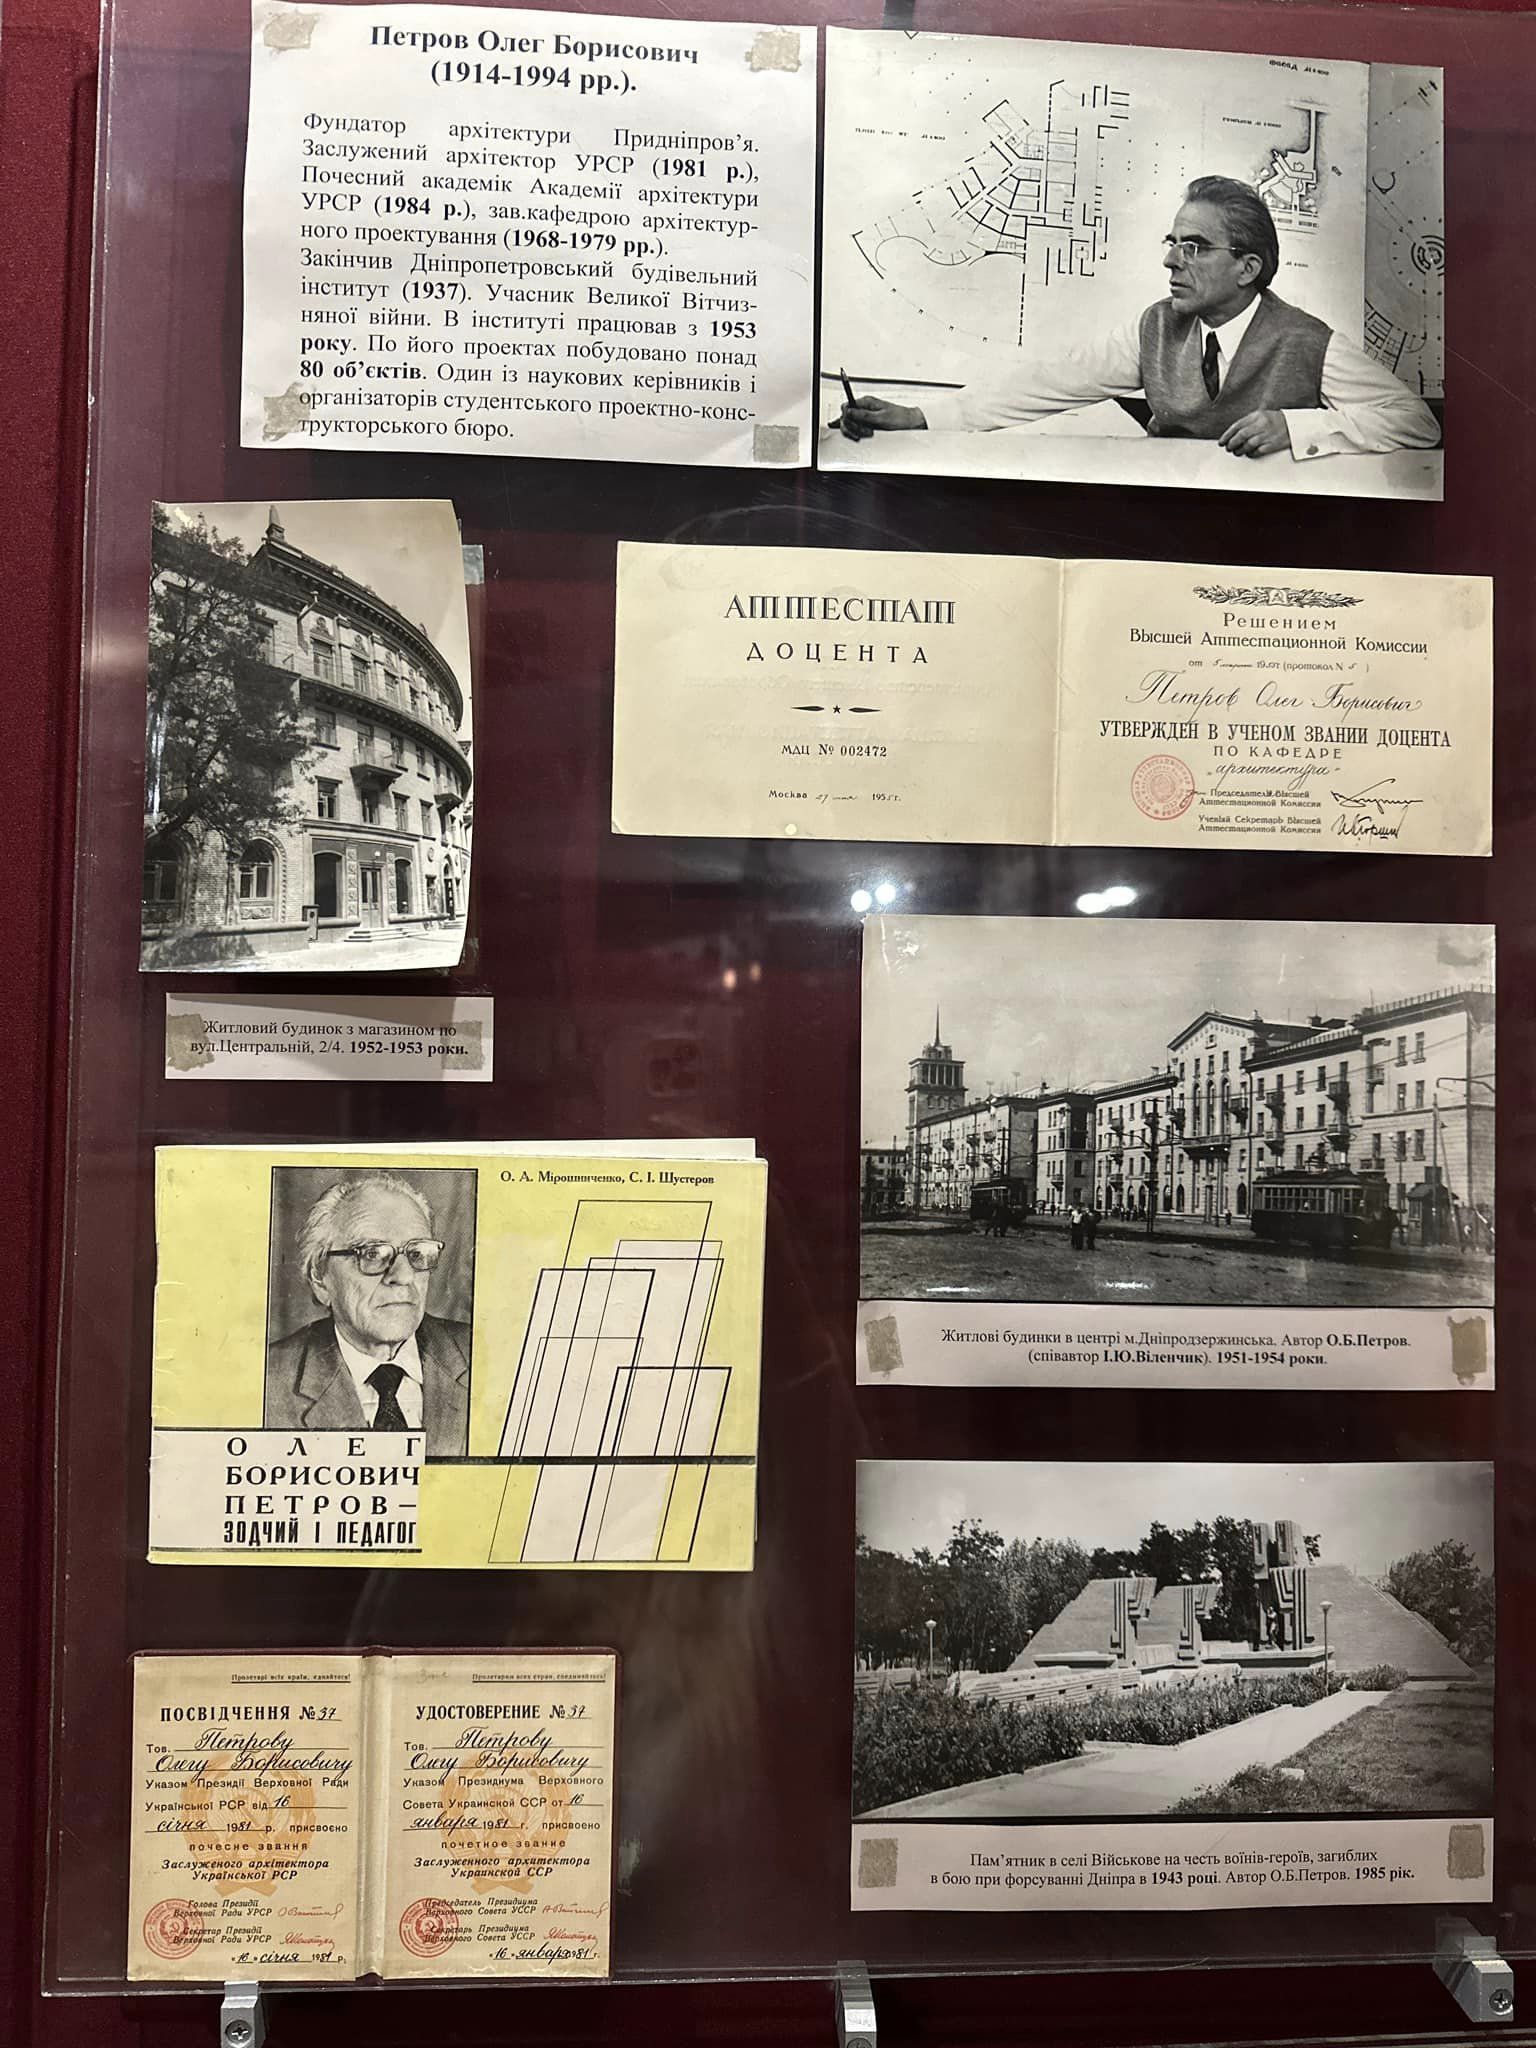 Петров Олег Борисович
(1914-1994 рр.).
Фундатор архітектури Придніпров’я.
Заслужений архітектор УРСР (1981 р.),
Почесний академік Академії архітектури
УРСР (1984 р.), зав.кафедрою архітектур-
ного проектування (1968-1979 рр.).
Закінчив Дніпропетровський будівельний
інститут (1937). Учасник Великої Вітчиз-
няної війни. В інституті працював з 1953
року. По його проектах побудовано понад
80 об’єктів. Один із наукових керівників і
організаторів студентського проектно-конс-
трукторського бюро.
АТТЕСТАТ
ДОЦЕНТА
МДЦ № 002472
Москва 1955 г.
Решением
Высшей Аттестационной Комиссии
от 5 19 (протокол N 5)
Петров Олег Борисович
УТВЕРЖДЕН В УЧЕНОМ ЗВАНИИ ДОЦЕНТА
ПО КАФЕДРЕ
„архитектура“
Председатель Высшей
Аттестационной Комиссии
Ученый Секретарь Высшей
Аттестационной Комиссии
Житловий будинок з магазином по
вул.Центральній, 2/4. 1952-1953 роки.
Житлові будинки в центрі м.Дніпродзержинська. Автор О.Б.Петров.
(співавтор І.Ю.Віленчик). 1951-1954 роки.
О. А. Мірошниченко, С. І. Шустеров
ОЛЕГ
БОРИСОВИЧ
ПЕТРОВ –
ЗОДЧИЙ І ПЕДАГОГ
Пам’ятник в селі Військове на честь воїнів-героїв, загиблих
в бою при форсуванні Дніпра в 1943 році. Автор О.Б.Петров. 1985 рік.
Пролетарі всіх країн, єднайтеся!
ПОСВІДЧЕННЯ № 37
Тов. Петрову
Олегу Борисовичу
Указом Президії Верховної Ради
Української РСР від 16
січня 1981 р. присвоєно
почесне звання
Заслуженого архітектора
Української РСР
Голова Президії
Верховної Ради УРСР
Секретар Президії
Верховної Ради УРСР
«16» січня 1981 р.
Пролетарии всех стран, соединяйтесь!
УДОСТОВЕРЕНИЕ № 37
Тов. Петрову
Олегу Борисовичу
Указом Президиума Верховного
Совета Украинской ССР от 16
января 1981 г. присвоено
почетное звание
Заслуженного архитектора
Украинской ССР
Председатель Президиума
Верховного Совета УССР
Секретарь Президиума
Верховного Совета УССР
«16» января 1981 г.